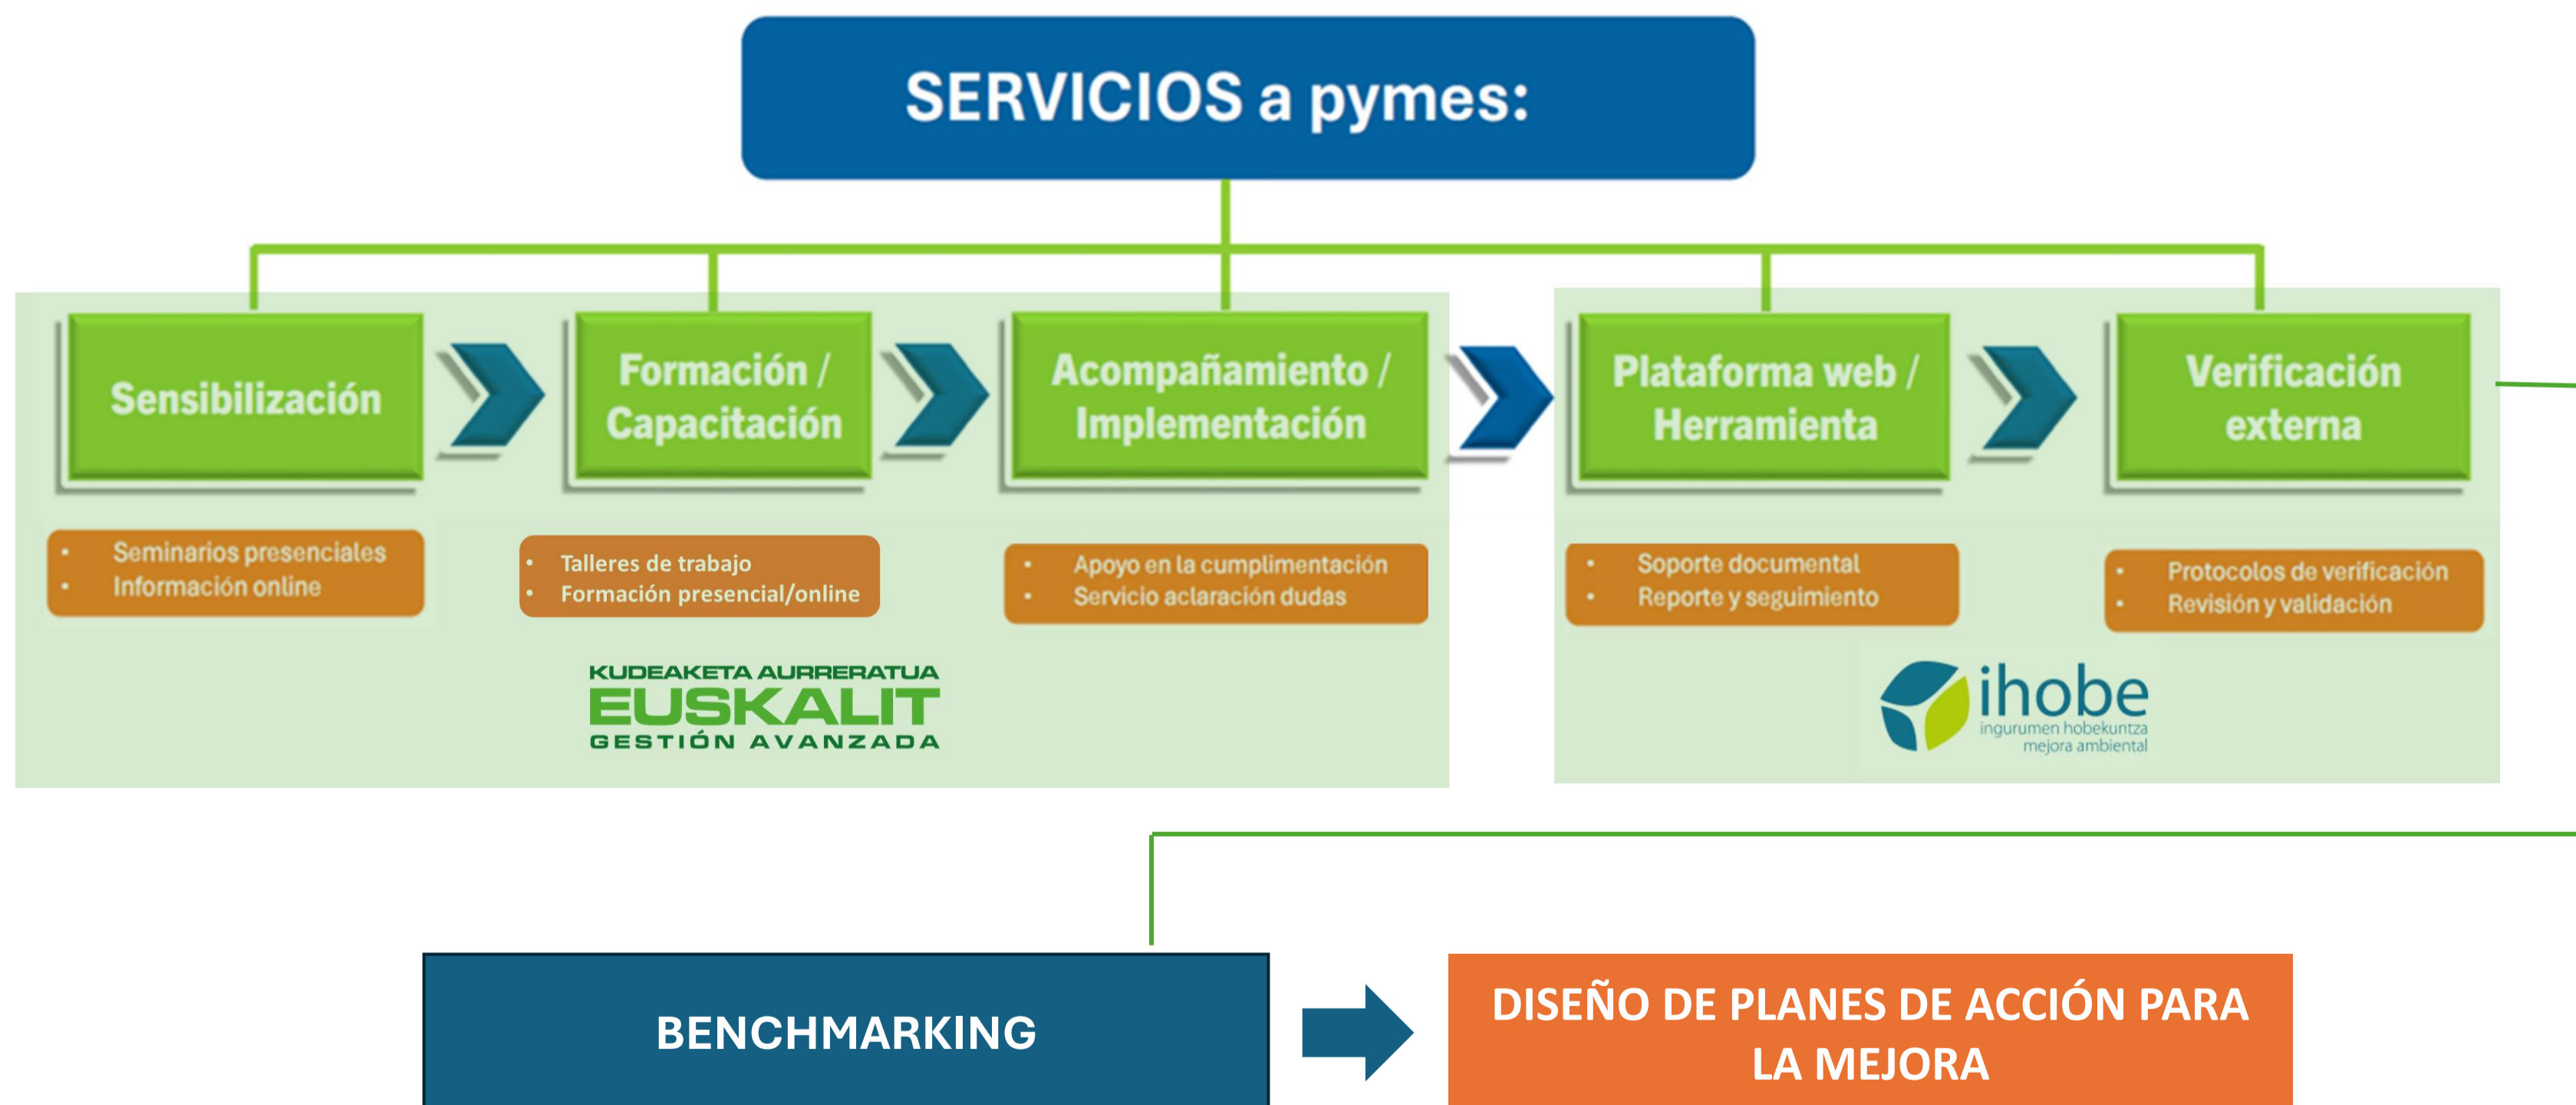 SERVICIOS a pymes:
Sensibilización
Formación /
Capacitación
Acompañamiento /
Implementación
Plataforma web /
Herramienta
Verificación
externa
• Seminarios presenciales
• Información online
• Talleres de trabajo
• Formación presencial/online
• Apoyo en la cumplimentación
• Servicio aclaración dudas
• Soporte documental
• Reporte y seguimiento
• Protocolos de verificación
• Revisión y validación
KUDEAKETA AURRERATUA
EUSKALIT
GESTIÓN AVANZADA
ihobe
ingurumen hobekuntza
mejora ambiental
BENCHMARKING
DISEÑO DE PLANES DE ACCIÓN PARA
LA MEJORA